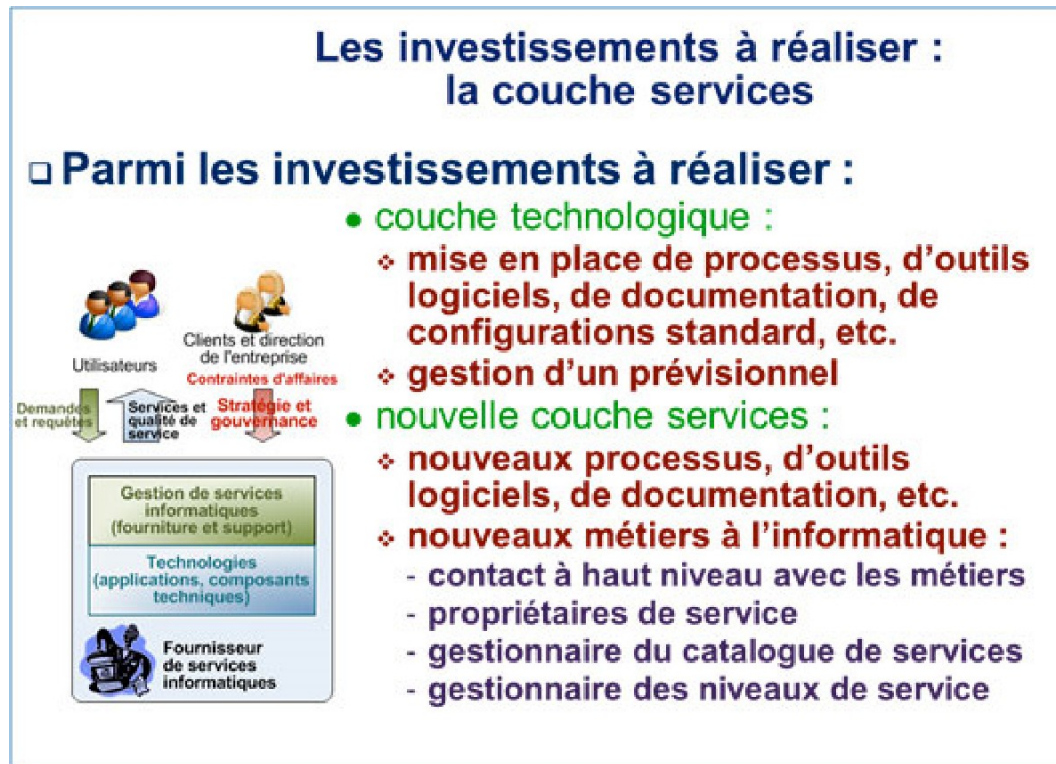 Les investissements à réaliser :
la couche services
Parmi les investissements à réaliser :
couche technologique :
mise en place de processus, d'outils
logiciels, de documentation, de
configurations standard, etc.
gestion d'un prévisionnel
nouvelle couche services :
nouveaux processus, d'outils
logiciels, de documentation, etc.
nouveaux métiers à l'informatique :
- contact à haut niveau avec les métiers
- propriétaires de service
- gestionnaire du catalogue de services
- gestionnaire des niveaux de service
Utilisateurs
Clients et direction
de l'entreprise
Contraintes d'affaires
Demandes
et requêtes
Services et
qualité de
service
Stratégie et
gouvernance
Gestion de services
informatiques
(fourniture et support)
Technologies
(applications, composants
techniques)
Fournisseur
de services
informatiques